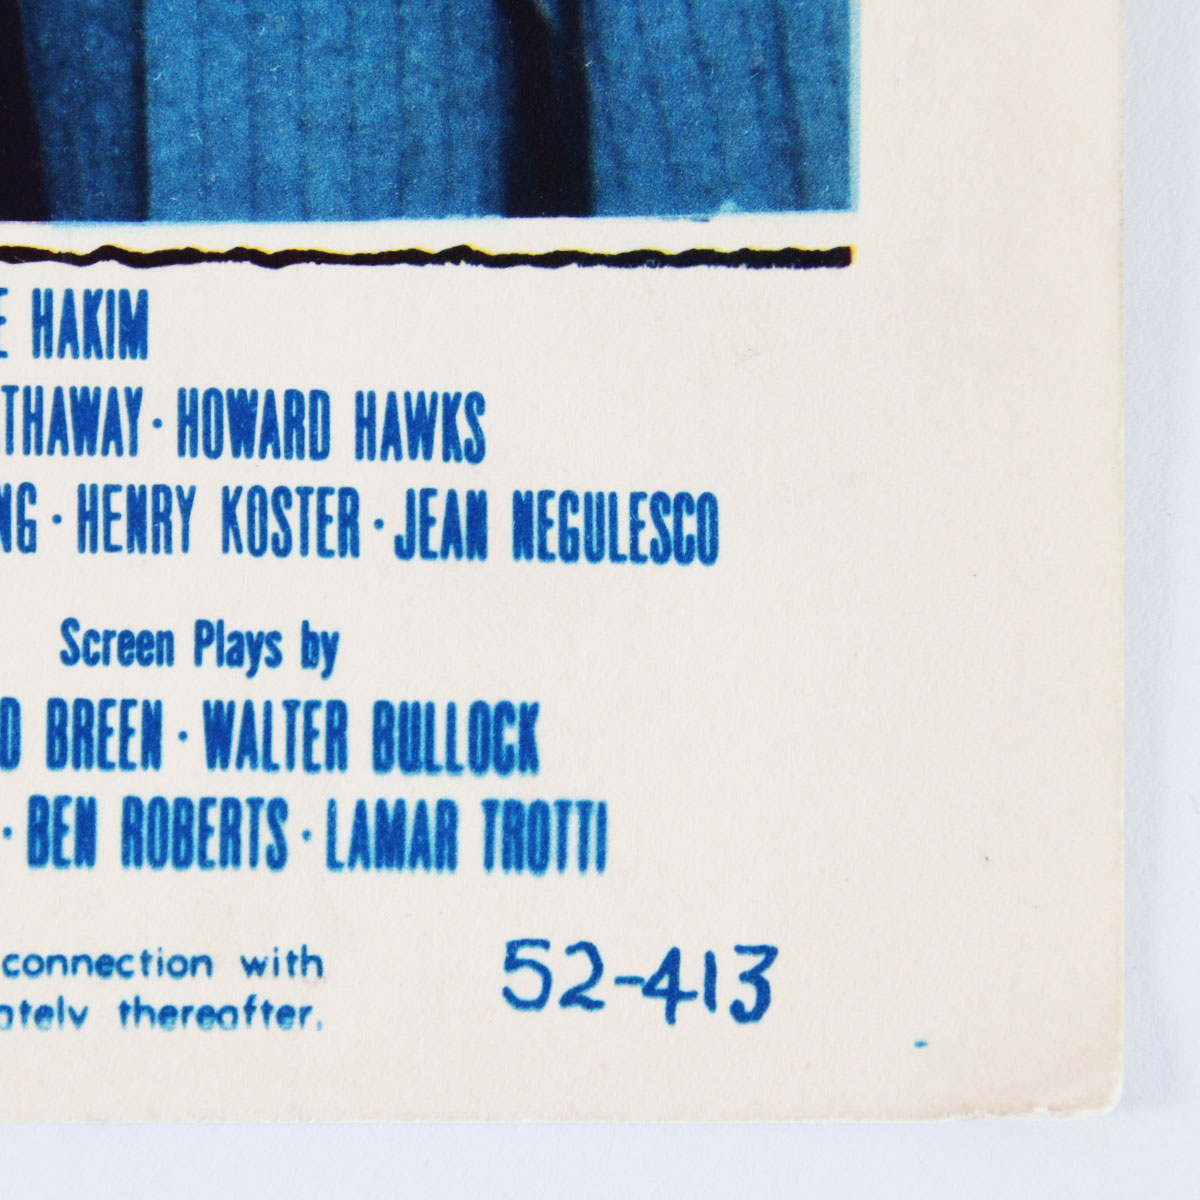 E HAKIM
THAWAY · HOWARD HAWKS
NG · HENRY KOSTER · JEAN NEGULESCO
Screen Plays by
D BREEN · WALTER BULLOCK
· BEN ROBERTS · LAMAR TROTTI
connection with
ately thereafter.
52-413